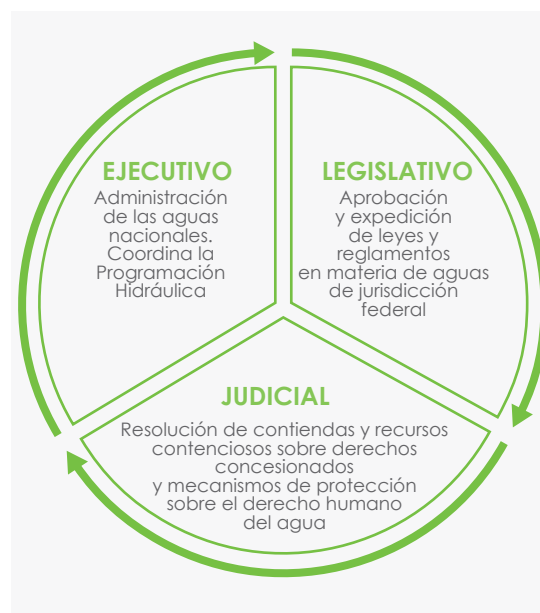 EJECUTIVO
Administración
de las aguas
nacionales.
Coordina la
Programación
Hidráulica
LEGISLATIVO
Aprobación
y expedición
de leyes y
reglamentos
en materia de aguas
de jurisdicción
federal
JUDICIAL
Resolución de contiendas y recursos
contenciosos sobre derechos
concesionados
y mecanismos de protección
sobre el derecho humano
del agua